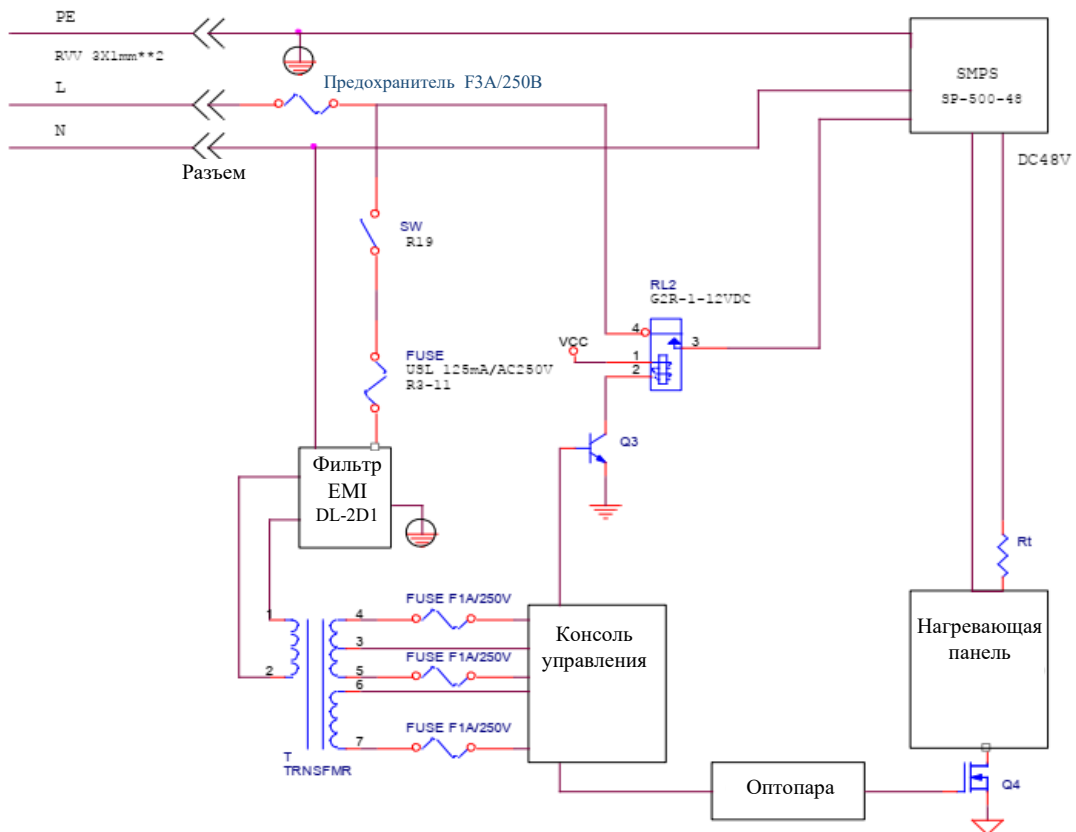 PE
RVV 3X1mm**2
Предохранитель F3A/250В
L
N
Разъем
SMPS
SP-500-48
DC48V
SW
R19
RL2
G2R-1-12VDC
4
3
VCC
1
2
FUSE
USL 125mA/AC250V
R3-11
Q3
Фильтр
EMI
DL-2D1
Rt
FUSE F1A/250V
1
4
3
FUSE F1A/250V
2
5
6
FUSE F1A/250V
7
T
TRNSFMR
Консоль
управления
Нагревающая
панель
Оптопара
Q4